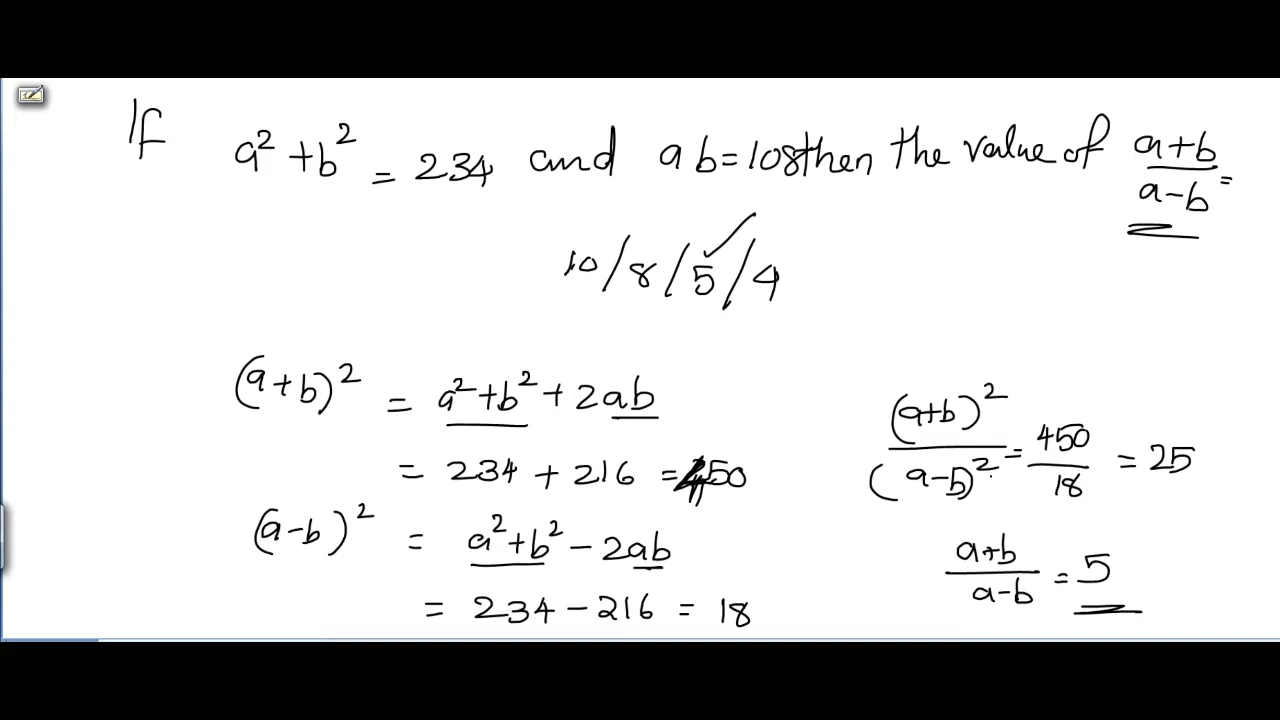 If a² + b² = 234 and ab = 108 then the value of (a+b)/(a-b) =
10 / 8 / 5 ✓ / 4
(a+b)² = a² + b² + 2ab
= 234 + 216 = 450
(a-b)² = a² + b² - 2ab
= 234 - 216 = 18
(a+b)²/(a-b)² = 450/18 = 25
(a+b)/(a-b) = 5